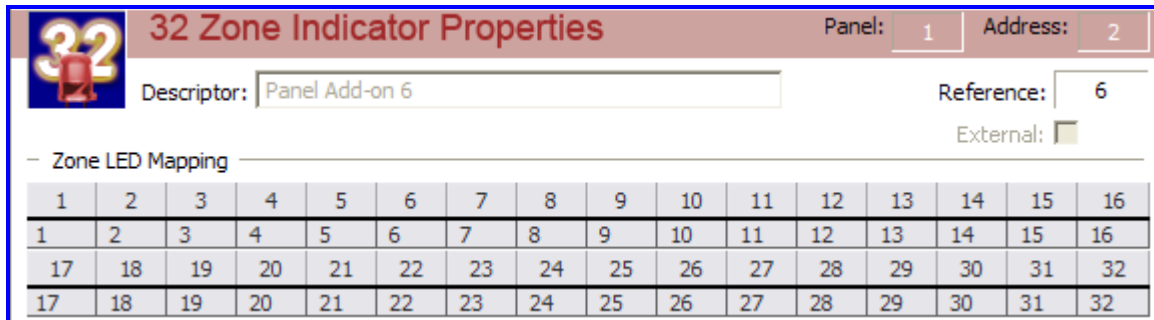 32 32 Zone Indicator Properties Panel: 1 Address: 2
Descriptor: Panel Add-on 6 Reference: 6
External:
Zone LED Mapping
1 2 3 4 5 6 7 8 9 10 11 12 13 14 15 16
1 2 3 4 5 6 7 8 9 10 11 12 13 14 15 16
17 18 19 20 21 22 23 24 25 26 27 28 29 30 31 32
17 18 19 20 21 22 23 24 25 26 27 28 29 30 31 32